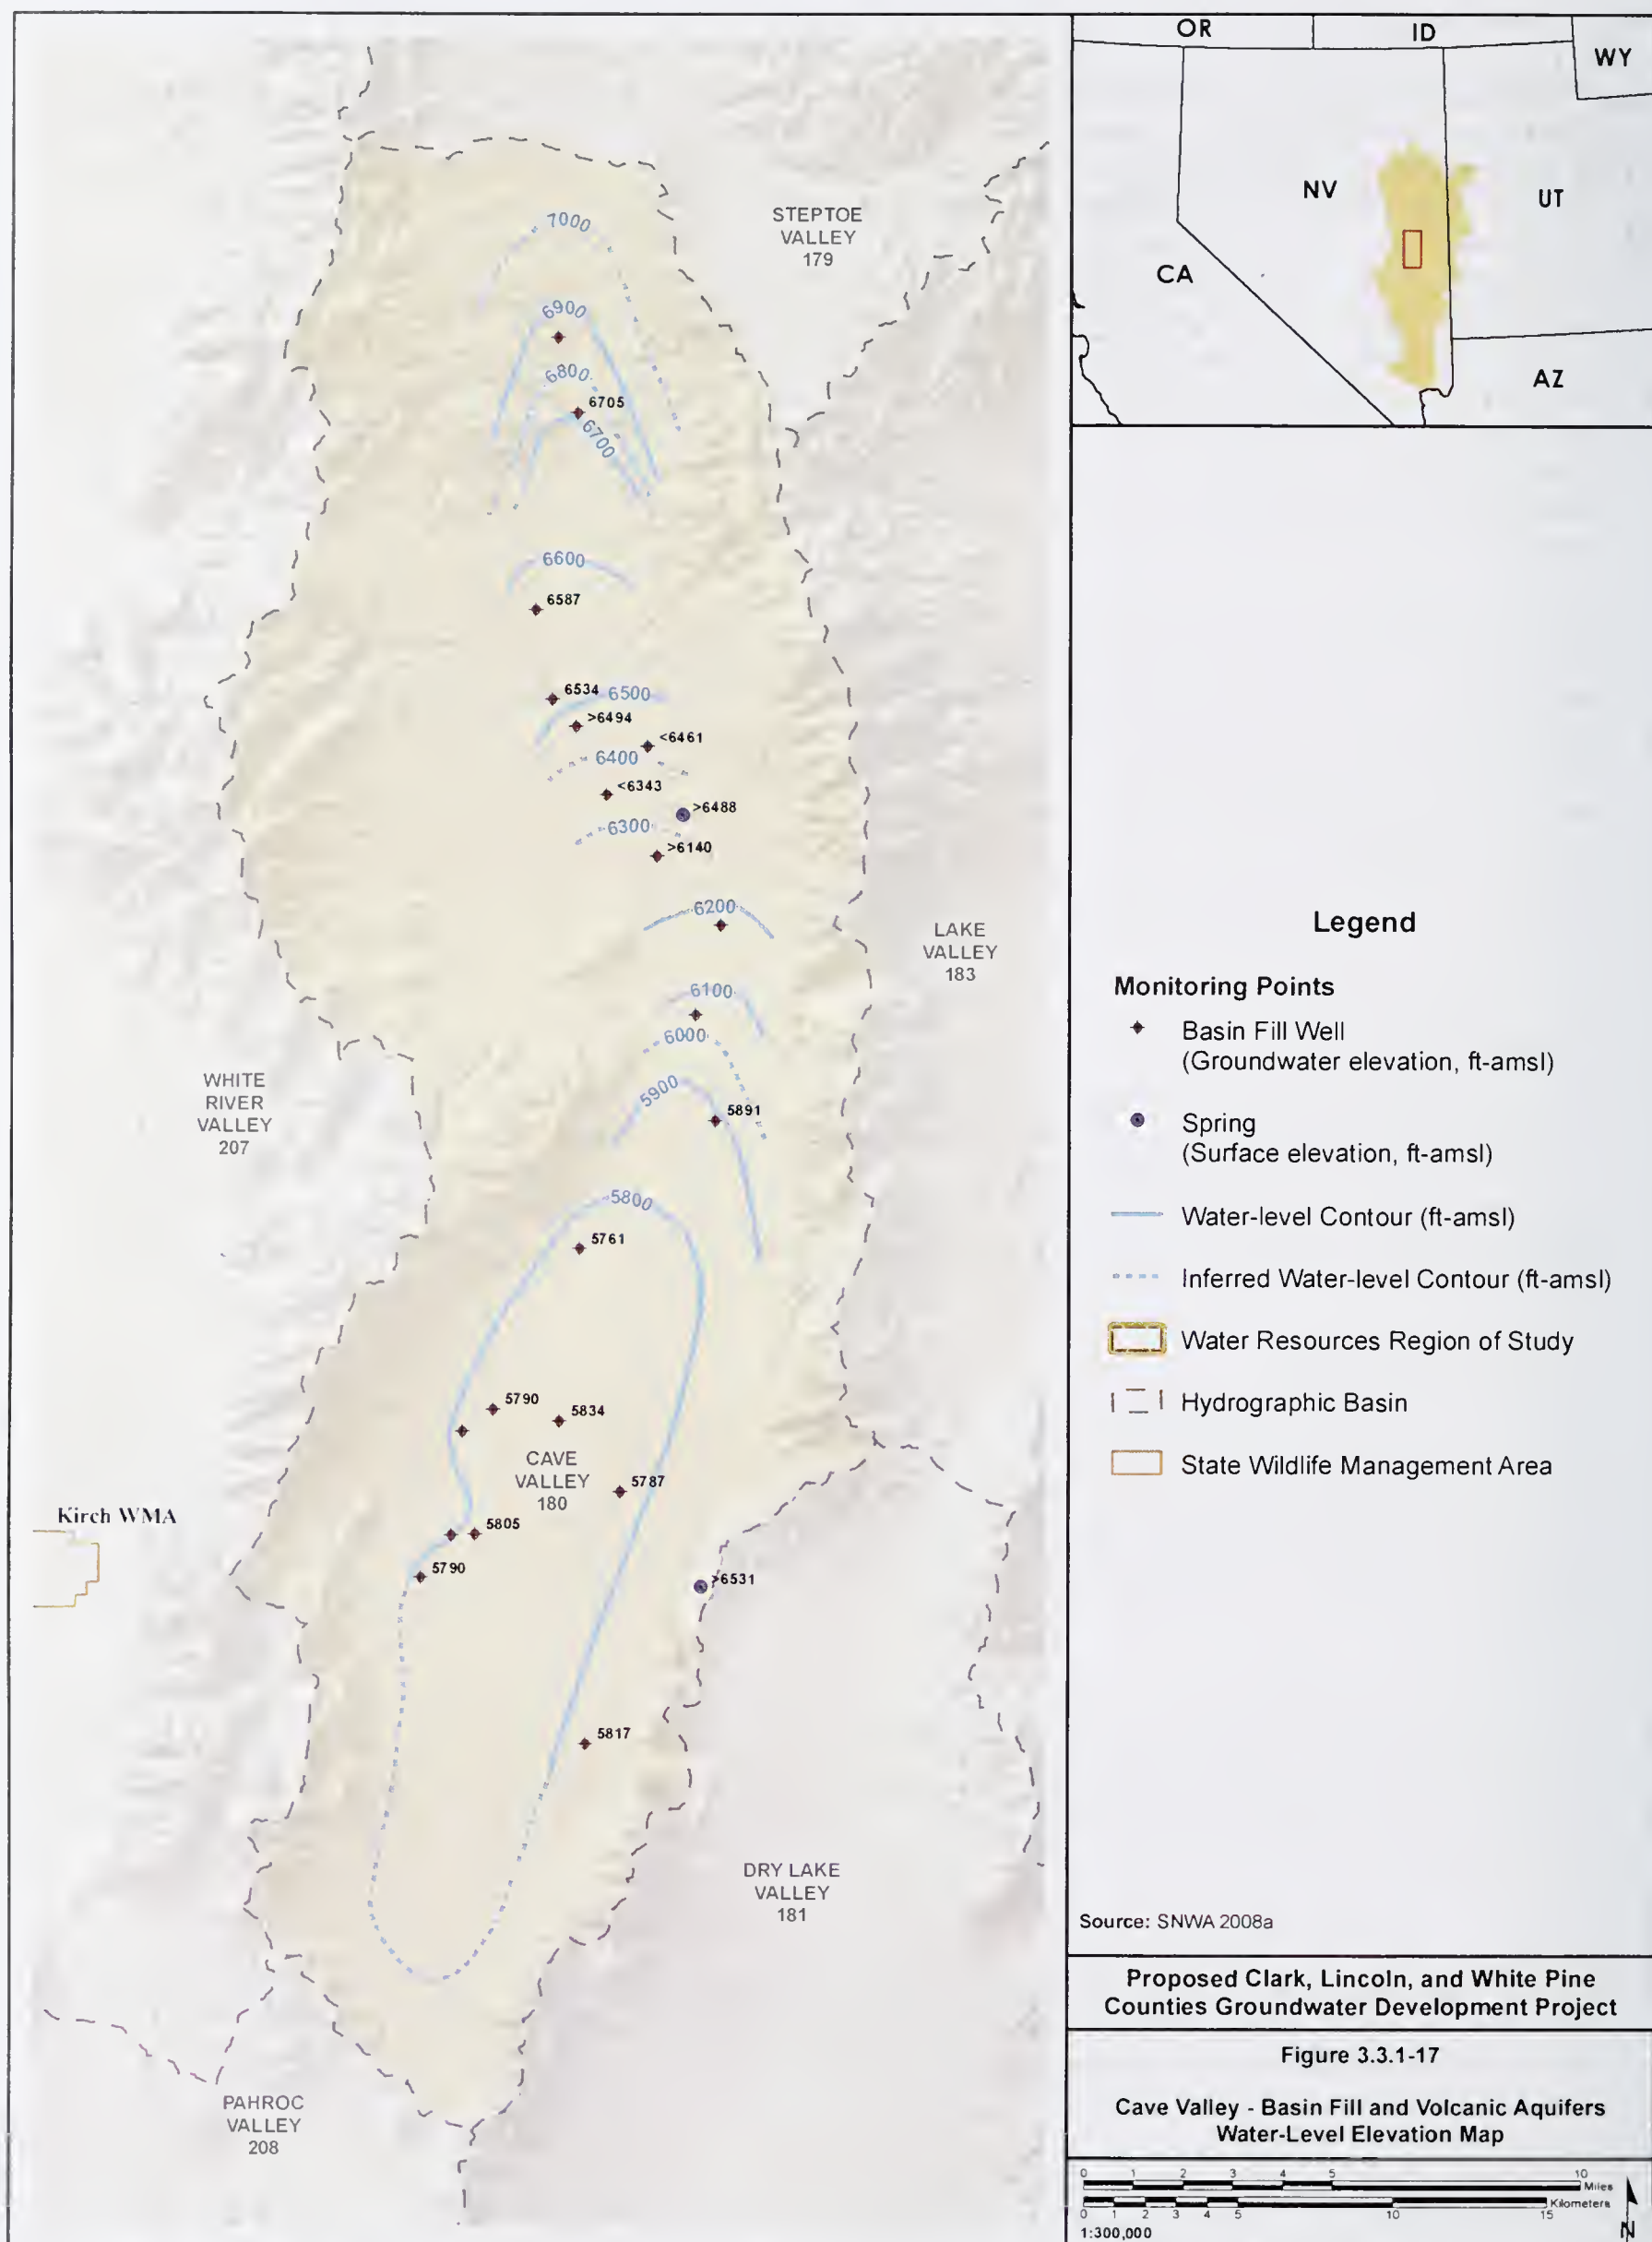 OR
ID
WY
NV
UT
CA
AZ
STEPTOE
VALLEY
179
7000
6900
6800
6705
6700
6600
6587
6534
6500
>6494
<6461
6400
<6343
>6488
6300
>6140
6200
LAKE
VALLEY
183
6100
6000
WHITE
RIVER
VALLEY
207
5900
5891
5800
5761
5790
5834
CAVE
VALLEY
180
5787
Kirch WMA
5805
5790
>6531
5817
DRY LAKE
VALLEY
181
PAHROC
VALLEY
208
Legend
Monitoring Points
Basin Fill Well
(Groundwater elevation, ft-amsl)
Spring
(Surface elevation, ft-amsl)
Water-level Contour (ft-amsl)
Inferred Water-level Contour (ft-amsl)
Water Resources Region of Study
Hydrographic Basin
State Wildlife Management Area
Source: SNWA 2008a
Proposed Clark, Lincoln, and White Pine
Counties Groundwater Development Project
Figure 3.3.1-17
Cave Valley - Basin Fill and Volcanic Aquifers
Water-Level Elevation Map
0 1 2 3 4 5 10
Miles
Kilometers
0 1 2 3 4 5 10 15
1:300,000
N